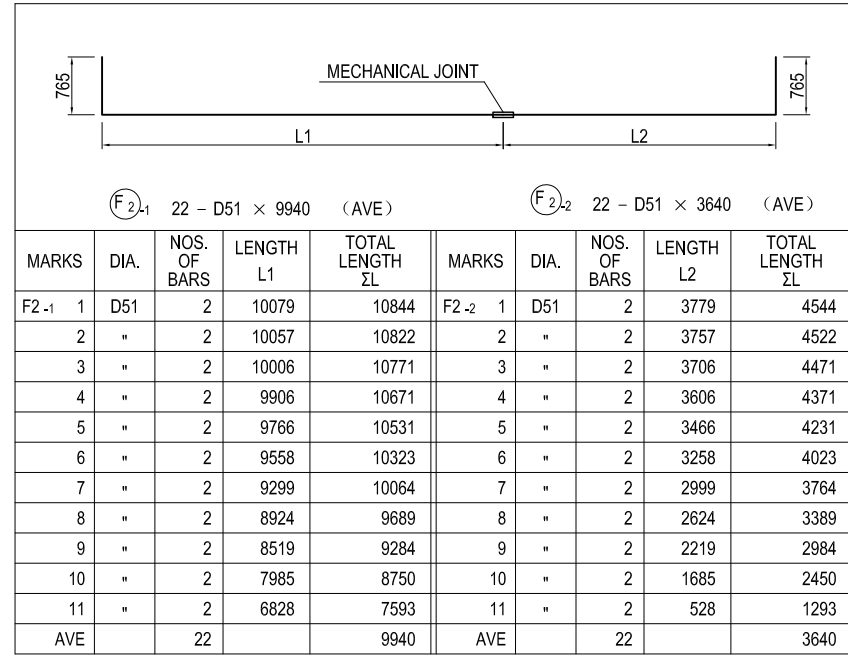 765
MECHANICAL JOINT
765
L1
L2
F 2 -1 22 - D51 × 9940 (AVE)
F 2 -2 22 - D51 × 3640 (AVE)
MARKS DIA. NOS. OF BARS LENGTH L1 TOTAL LENGTH ΣL MARKS DIA. NOS. OF BARS LENGTH L2 TOTAL LENGTH ΣL
F2 -1 1 D51 2 10079 10844 F2 -2 1 D51 2 3779 4544
2 " 2 10057 10822 2 " 2 3757 4522
3 " 2 10006 10771 3 " 2 3706 4471
4 " 2 9906 10671 4 " 2 3606 4371
5 " 2 9766 10531 5 " 2 3466 4231
6 " 2 9558 10323 6 " 2 3258 4023
7 " 2 9299 10064 7 " 2 2999 3764
8 " 2 8924 9689 8 " 2 2624 3389
9 " 2 8519 9284 9 " 2 2219 2984
10 " 2 7985 8750 10 " 2 1685 2450
11 " 2 6828 7593 11 " 2 528 1293
AVE 22 9940 AVE 22 3640